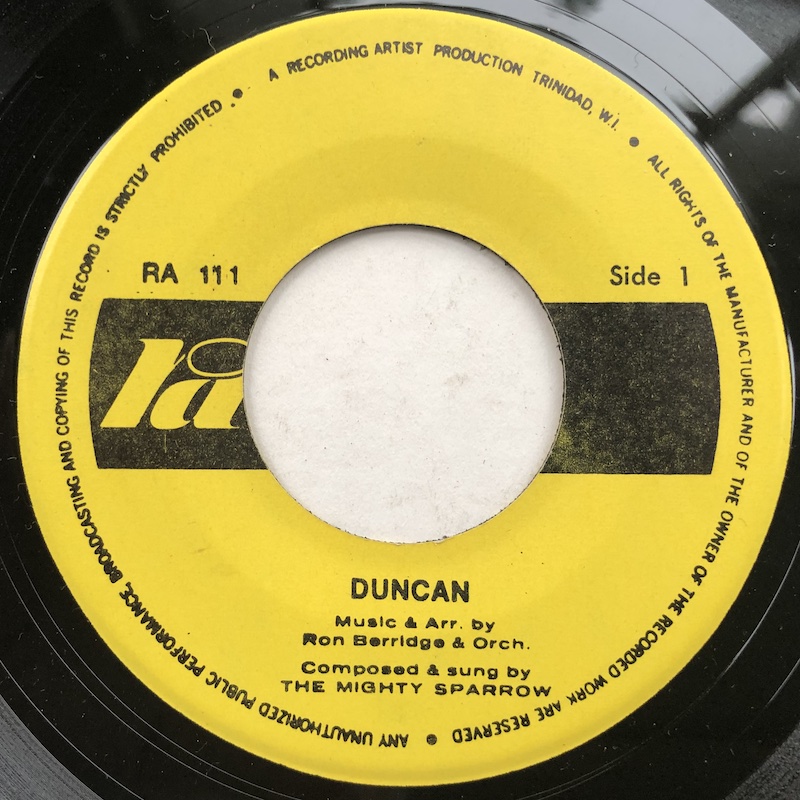 A RECORDING ARTIST PRODUCTION TRINIDAD, W.I. • ALL RIGHTS OF THE MANUFACTURER AND OF THE OWNER OF THE RECORDED WORK ARE RESERVED • ANY UNAUTHORIZED PUBLIC PERFORMANCE, BROADCASTING AND COPYING OF THIS RECORD IS STRICTLY PROHIBITED. •
RA 111
Side 1
ra
DUNCAN
Music & Arr. by
Ron Berridge & Orch.
Composed & sung by
THE MIGHTY SPARROW